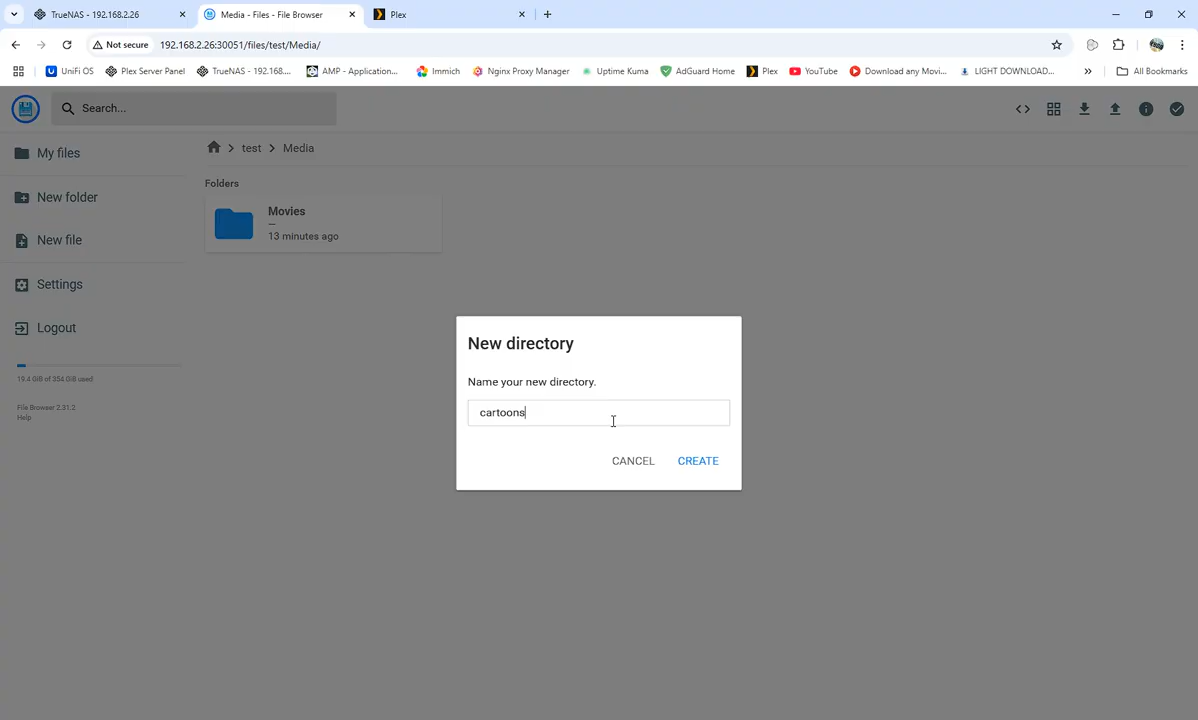 TrueNAS - 192.168.2.26
Media - Files - File Browser
Plex
Not secure
192.168.2.26:30051/files/test/Media/
UniFi OS
Plex Server Panel
TrueNAS - 192.168....
AMP - Application...
Immich
Nginx Proxy Manager
Uptime Kuma
AdGuard Home
Plex
YouTube
Download any Movi...
LIGHT DOWNLOAD...
All Bookmarks
Search...
My files
New folder
New file
Settings
Logout
19.4 GiB of 354 GiB used
File Browser 2.31.2
Help
test
Media
Folders
Movies
—
13 minutes ago
New directory
Name your new directory.
cartoons
CANCEL
CREATE